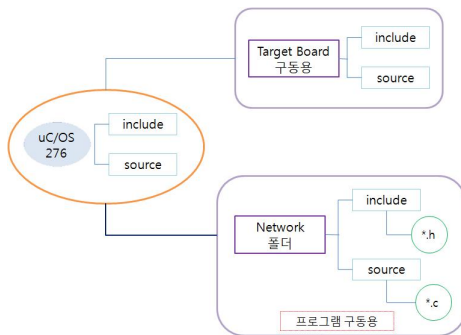 Target Board
구동용
include
source
uC/OS
276
include
source
Network
폴더
include
*.h
source
*.c
프로그램 구동용